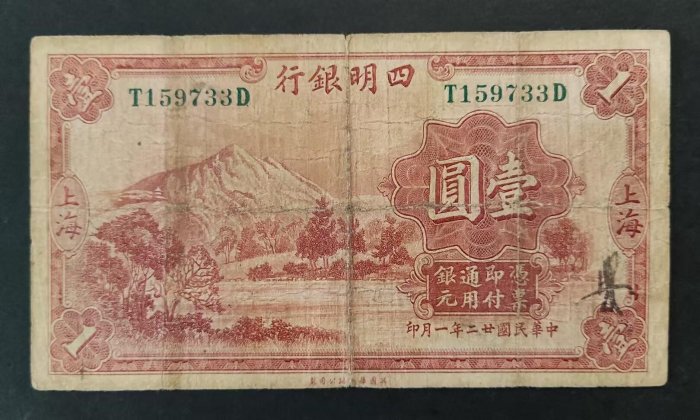 壹
1
四明銀行
T159733D
T159733D
上海
上海
壹圓
憑票
即付
通用
銀元
中華民國廿二年一月印
1
壹